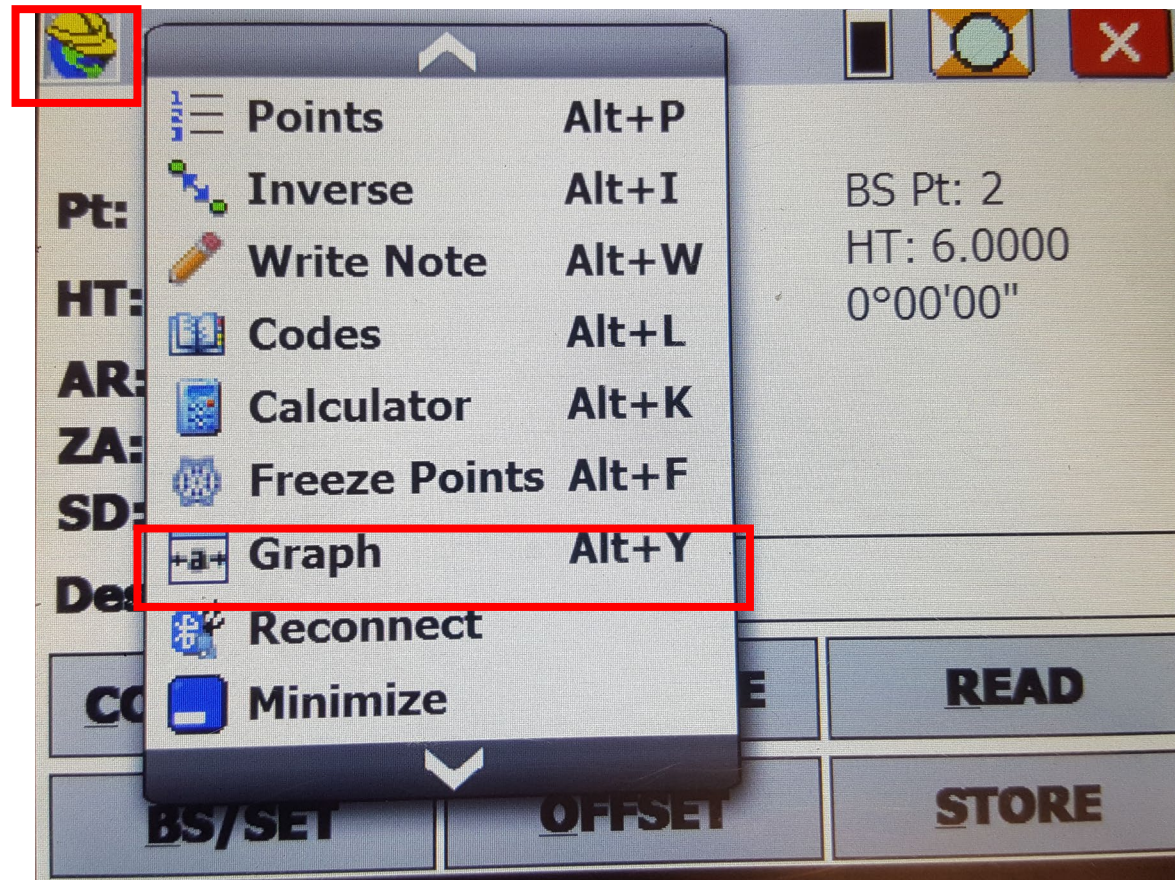 Points Alt+P
Inverse Alt+I
Write Note Alt+W
Codes Alt+L
Calculator Alt+K
Freeze Points Alt+F
Graph Alt+Y
Reconnect
Minimize
Pt:
HT:
AR:
ZA:
SD:
BS Pt: 2
HT: 6.0000
0°00'00"
READ
BS/SET OFFSET STORE